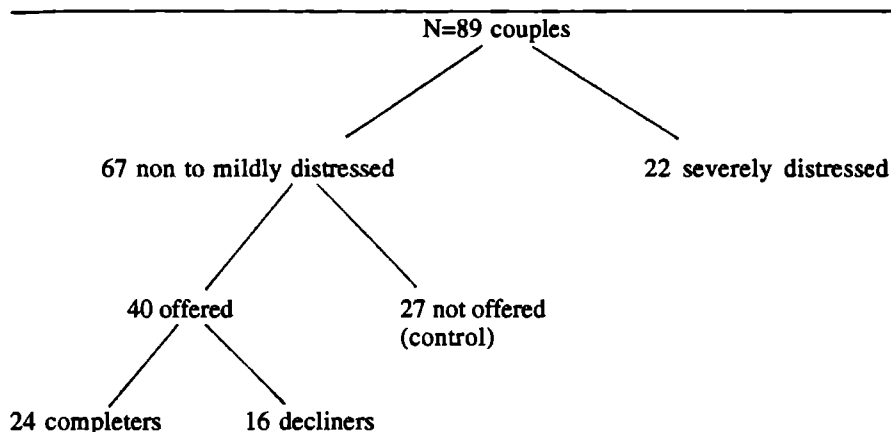 N=89 couples
67 non to mildly distressed
22 severely distressed
40 offered
27 not offered
(control)
24 completers
16 decliners